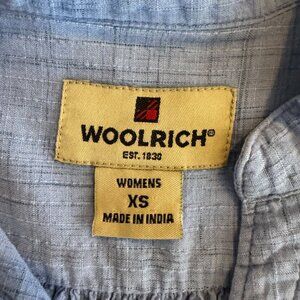 WOOLRICH®
EST. 1830
WOMENS
XS
MADE IN INDIA